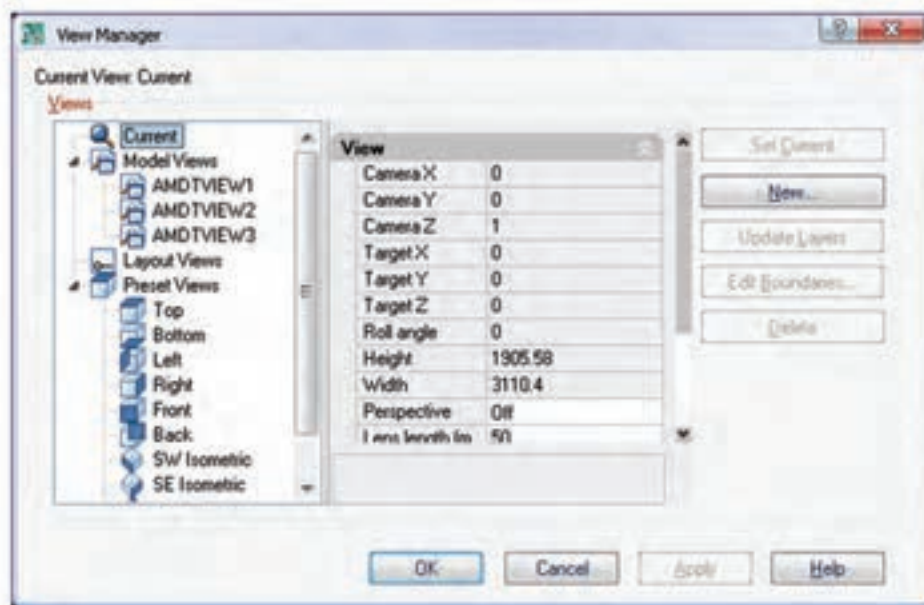 View Manager
Current View: Current
Views
Current
Model Views
AMDTVIEW1
AMDTVIEW2
AMDTVIEW3
Layout Views
Preset Views
Top
Bottom
Left
Right
Front
Back
SW Isometric
SE Isometric
View
Camera X 0
Camera Y 0
Camera Z 1
Target X 0
Target Y 0
Target Z 0
Roll angle 0
Height 1905.58
Width 3110.4
Perspective Off
Lens length (m 50
Set Current
New...
Update Layers
Edit Boundaries...
Delete
OK
Cancel
Apply
Help